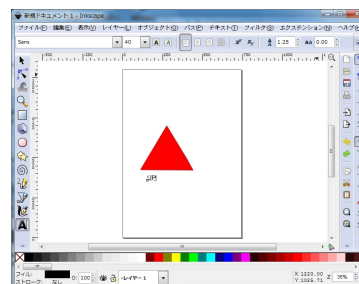 新規ドキュメント 1 - Inkscape
ファイル(F) 編集(E) 表示(V) レイヤー(L) オブジェクト(O) パス(P) テキスト(T) フィルタ(S) エクステンション(N) ヘルプ(H)
Sans 40 1.25 0.00
UP!
フィル:
ストローク: なし
O: 100
レイヤー 1
X: 1220.00
Y: 1025.71
Z: 35%